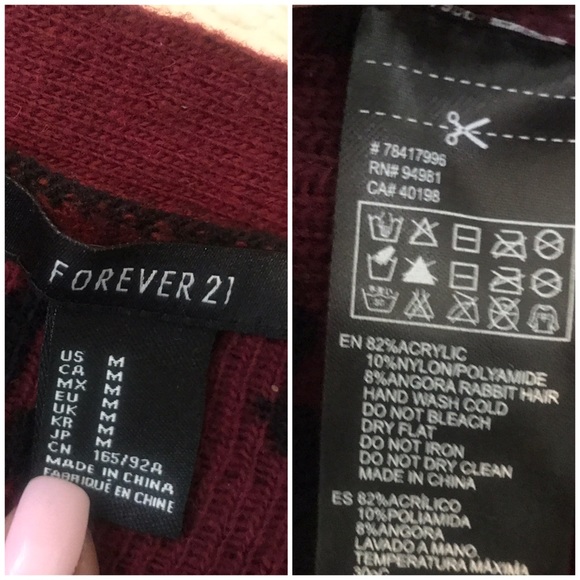 FOREVER 21
US M
CA M
MX M
EU M
UK M
KR M
JP M
CN 165/92A
MADE IN CHINA
FABRIQUÉ EN CHINE
# 78417996
RN# 94981
CA# 40198
EN 82%ACRYLIC
10%NYLON/POLYAMIDE
8%ANGORA RABBIT HAIR
HAND WASH COLD
DO NOT BLEACH
DRY FLAT
DO NOT IRON
DO NOT DRY CLEAN
MADE IN CHINA
ES 82%ACRÍLICO
10%POLIAMIDA
8%ANGORA
LAVADO A MANO,
TEMPERATURA MÁXIMA
30°C